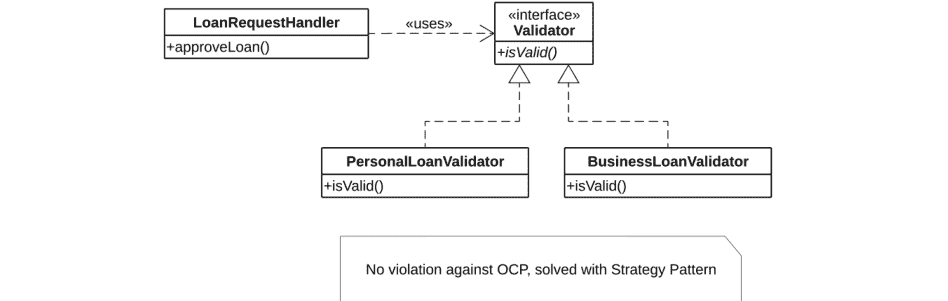 LoanRequestHandler
+approveLoan()
«uses»
«interface»
Validator
+isValid()
PersonalLoanValidator
+isValid()
BusinessLoanValidator
+isValid()
No violation against OCP, solved with Strategy Pattern